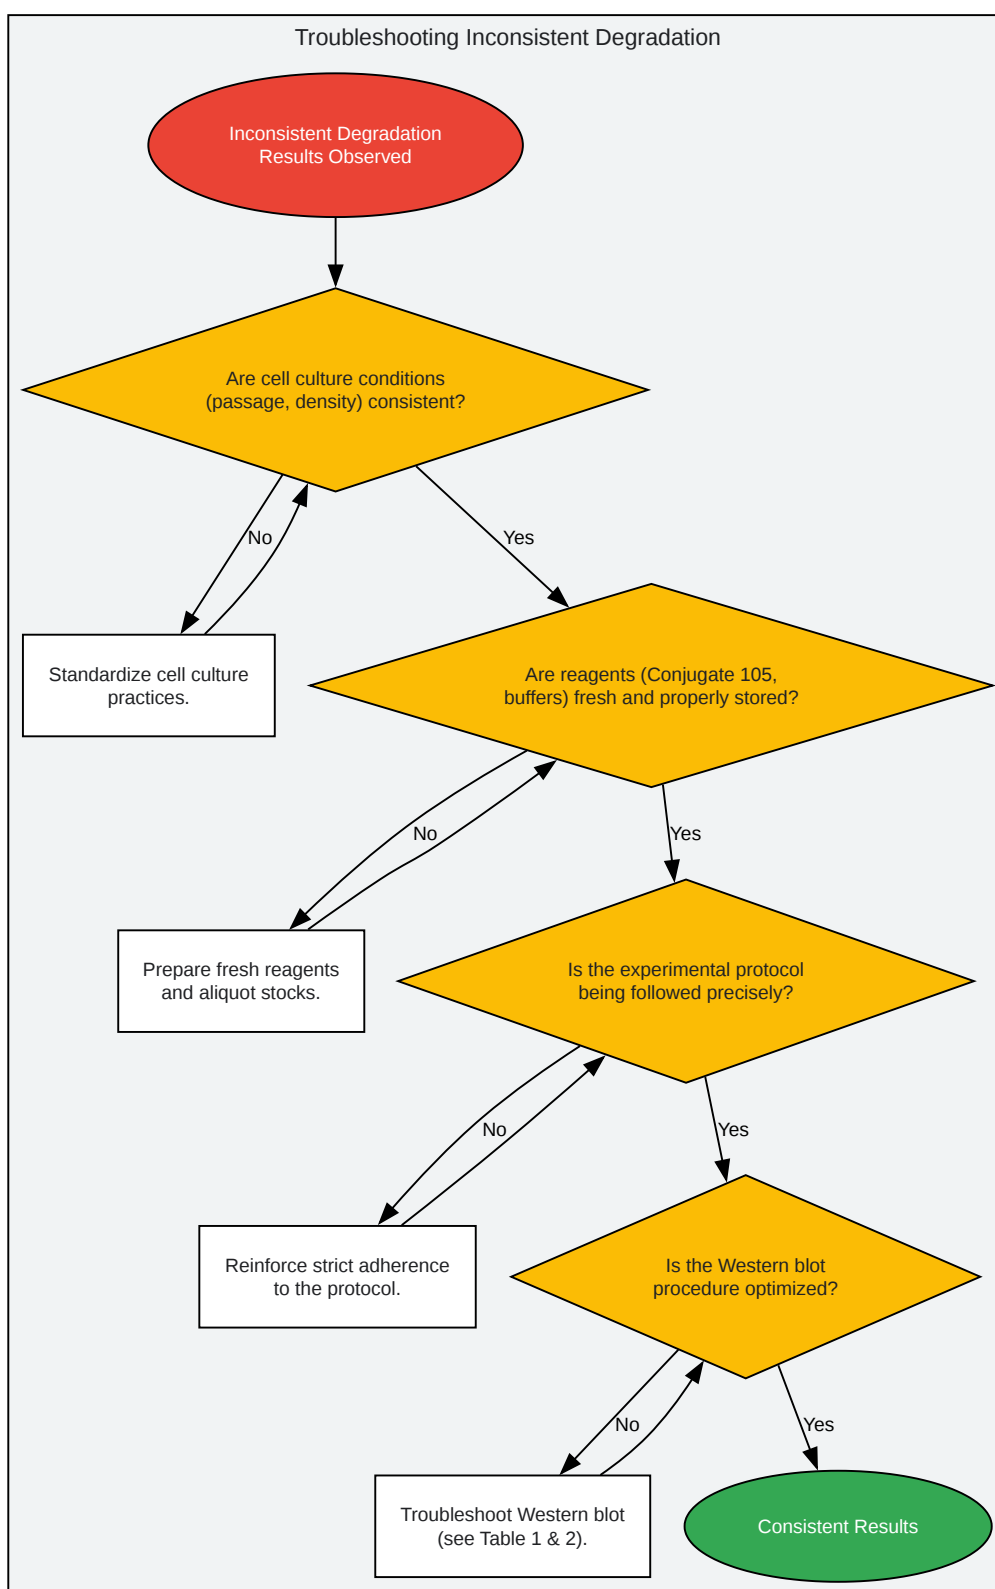 Troubleshooting Inconsistent Degradation
Inconsistent Degradation
Results Observed
Are cell culture conditions
(passage, density) consistent?
No
Yes
Standardize cell culture
practices.
Are reagents (Conjugate 105,
buffers) fresh and properly stored?
No
Yes
Prepare fresh reagents
and aliquot stocks.
Is the experimental protocol
being followed precisely?
No
Yes
Reinforce strict adherence
to the protocol.
Is the Western blot
procedure optimized?
No
Yes
Troubleshoot Western blot
(see Table 1 & 2).
Consistent Results